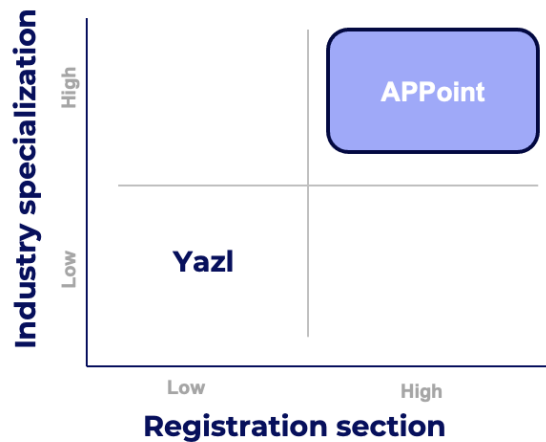 Industry specialization
High
Low
APPoint
Yazl
Low
High
Registration section